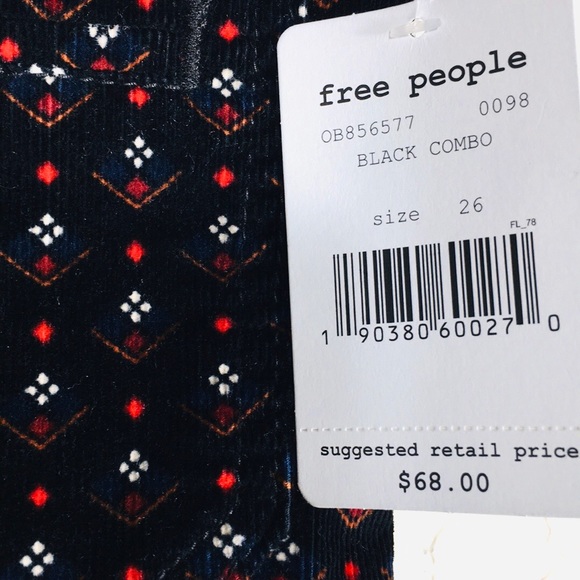 free people
OB856577 0098
BLACK COMBO
size 26
FL_78
1 90380 60027 0
suggested retail price
$68.00